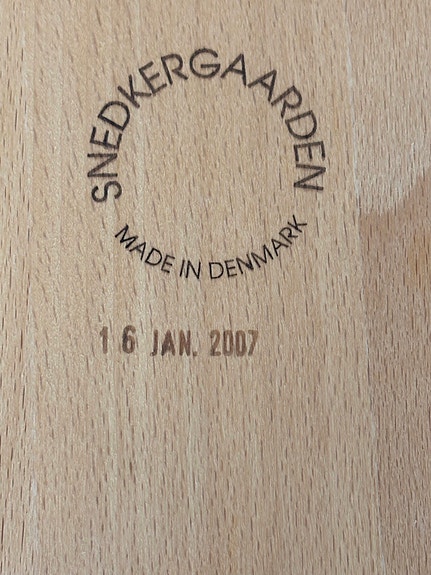 SNEDKERGAARDEN
MADE IN DENMARK
16 JAN. 2007